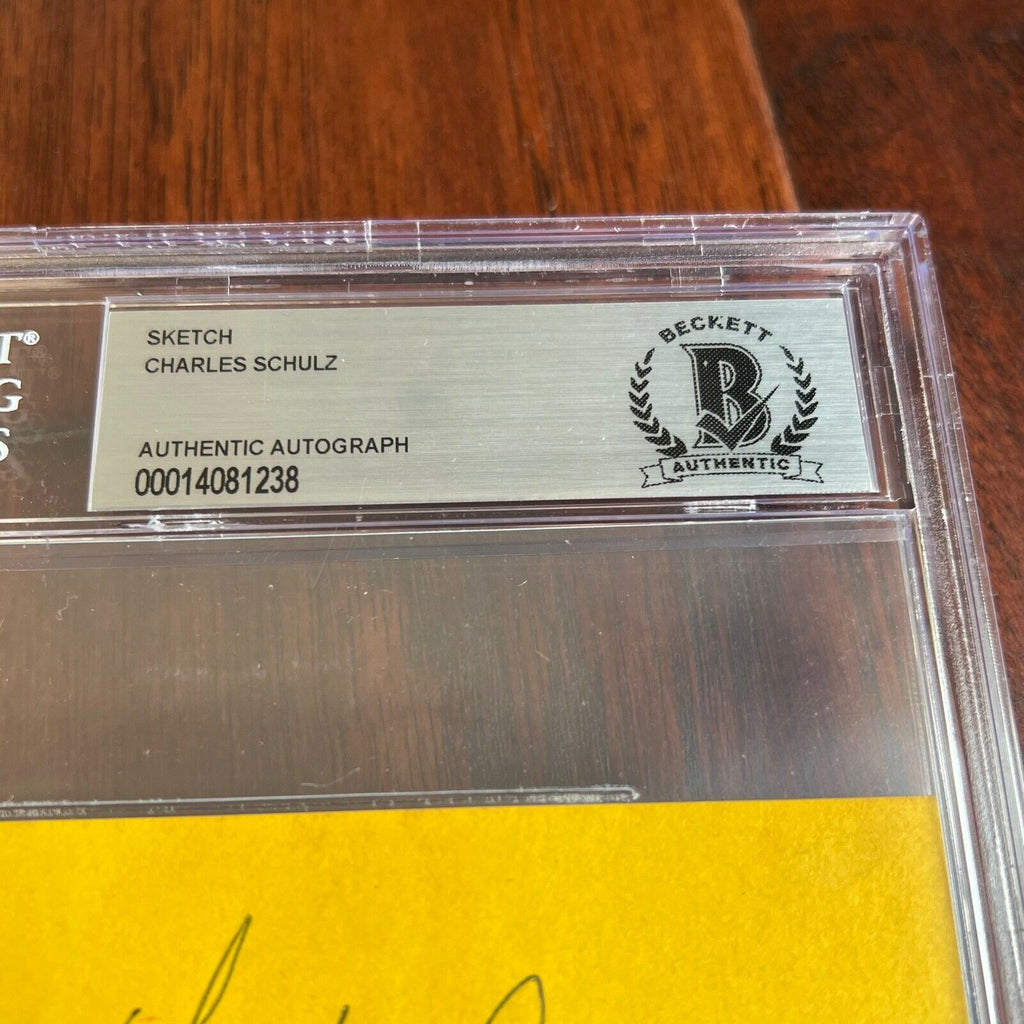 SKETCH
CHARLES SCHULZ
AUTHENTIC AUTOGRAPH
00014081238
BECKETT
B
AUTHENTIC
T®
G
S